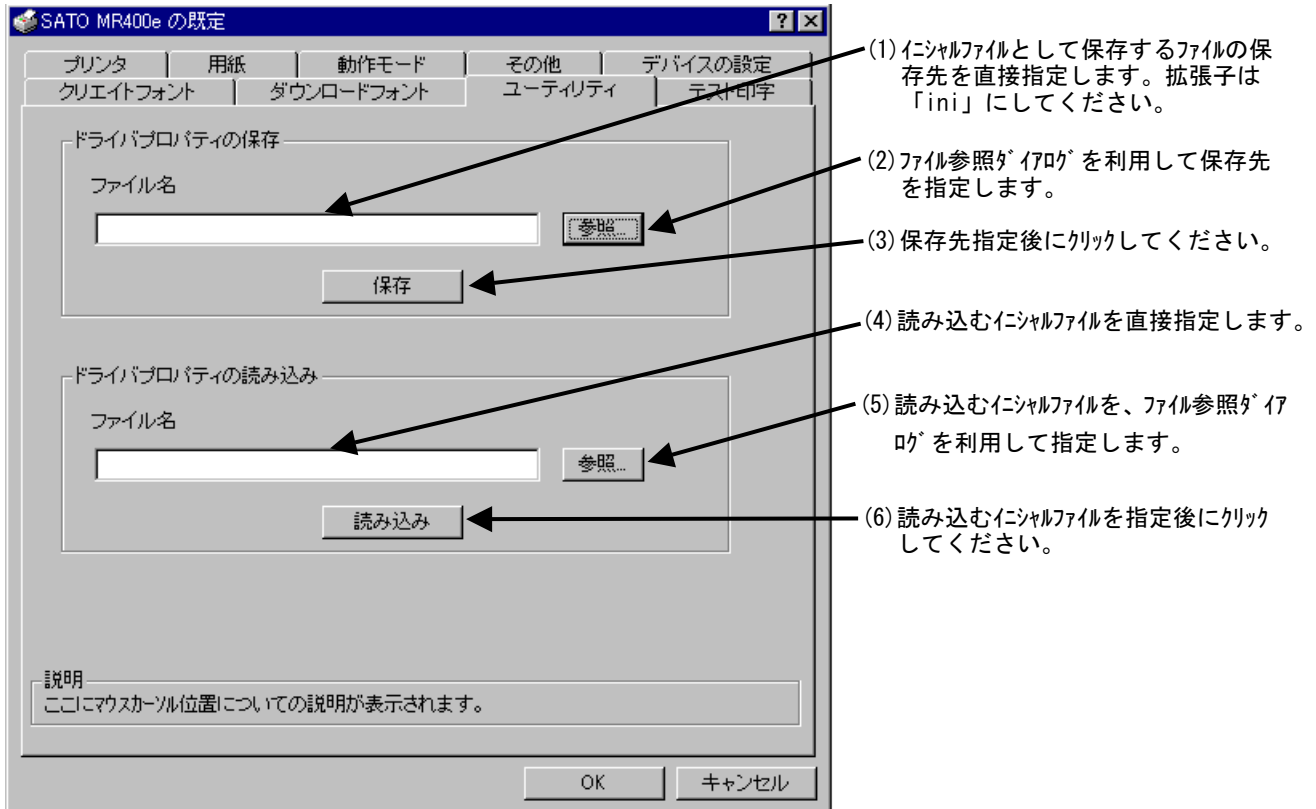 SATO MR400e の既定
プリンタ 用紙 動作モード その他 デバイスの設定
クリエイトフォント ダウンロードフォント ユーティリティ テスト印字
ドライバプロパティの保存
ファイル名
参照...
保存
ドライバプロパティの読み込み
ファイル名
参照...
読み込み
説明
ここにマウスカーソル位置についての説明が表示されます。
OK キャンセル
(1) ｲﾆｼｬﾙﾌｧｲﾙとして保存するﾌｧｲﾙの保
存先を直接指定します。拡張子は
「ini」にしてください。
(2) ﾌｧｲﾙ参照ﾀﾞｲｱﾛｸﾞを利用して保存先
を指定します。
(3) 保存先指定後にｸﾘｯｸしてください。
(4) 読み込むｲﾆｼｬﾙﾌｧｲﾙを直接指定します。
(5) 読み込むｲﾆｼｬﾙﾌｧｲﾙを、ﾌｧｲﾙ参照ﾀﾞｲｱ
ﾛｸﾞを利用して指定します。
(6) 読み込むｲﾆｼｬﾙﾌｧｲﾙを指定後にｸﾘｯｸ
してください。